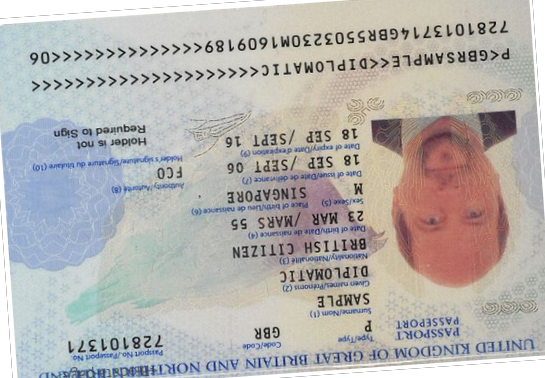 UNITED KINGDOM OF GREAT BRITAIN AND NORTHERN
PASSPORT
PASSEPORT
Type/Type
P
Code/Code
GBR
Passport No./Passeport No.
728101371
Surname/Nom (1)
SAMPLE
Given names/Prénoms (2)
DIPLOMATIC
Nationality/Nationalité (3)
BRITISH CITIZEN
Date of birth/Date de naissance (4)
23 MAR /MARS 55
Sex/Sexe (5)
M
Place of birth/Lieu de naissance (6)
SINGAPORE
Date of issue/Date de délivrance (7)
18 SEP /SEPT 06
Authority/Autorité (8)
FCO
Date of expiry/Date d'expiration (9)
18 SEP /SEPT 16
Holder's signature/Signature du titulaire (10)
Holder is not
Required to Sign
P<GBRSAMPLE<<DIPLOMATIC<<<<<<<<<<<<<<<<<<<<<
7281013714GBR5503230M1609189<<<<<<<<<<<<<<06